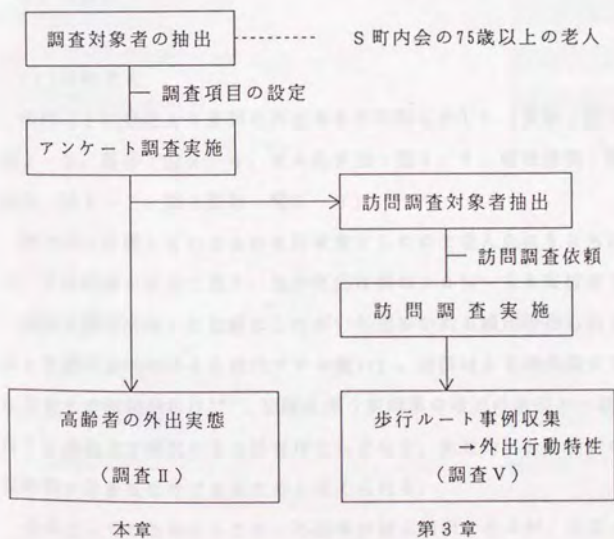 調査対象者の抽出
S町内会の75歳以上の老人
調査項目の設定
アンケート調査実施
訪問調査対象者抽出
訪問調査依頼
訪問調査実施
高齢者の外出実態
(調査Ⅱ)
歩行ルート事例収集
→外出行動特性
(調査Ⅴ)
本章
第3章